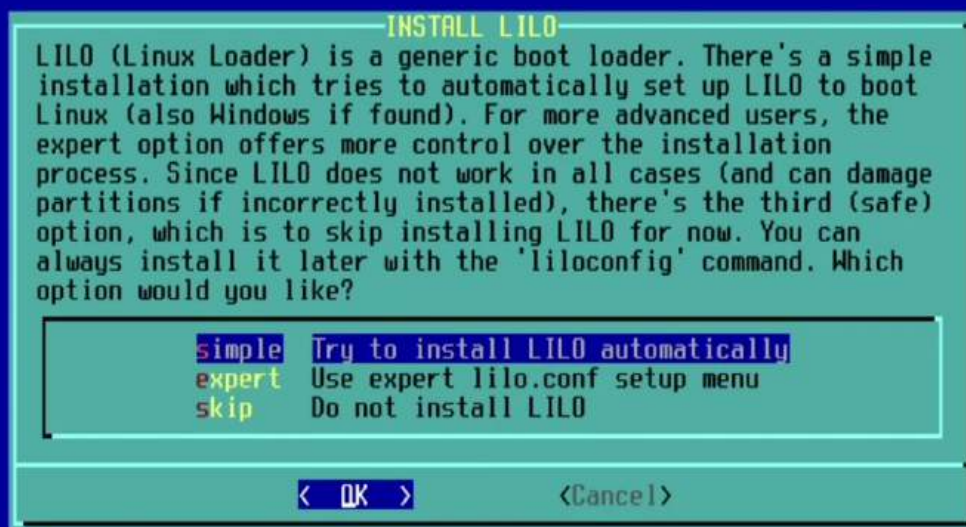 INSTALL LILO
LILO (Linux Loader) is a generic boot loader. There's a simple
installation which tries to automatically set up LILO to boot
Linux (also Windows if found). For more advanced users, the
expert option offers more control over the installation
process. Since LILO does not work in all cases (and can damage
partitions if incorrectly installed), there's the third (safe)
option, which is to skip installing LILO for now. You can
always install it later with the 'liloconfig' command. Which
option would you like?
simple Try to install LILO automatically
expert Use expert lilo.conf setup menu
skip Do not install LILO
< OK > <Cancel>